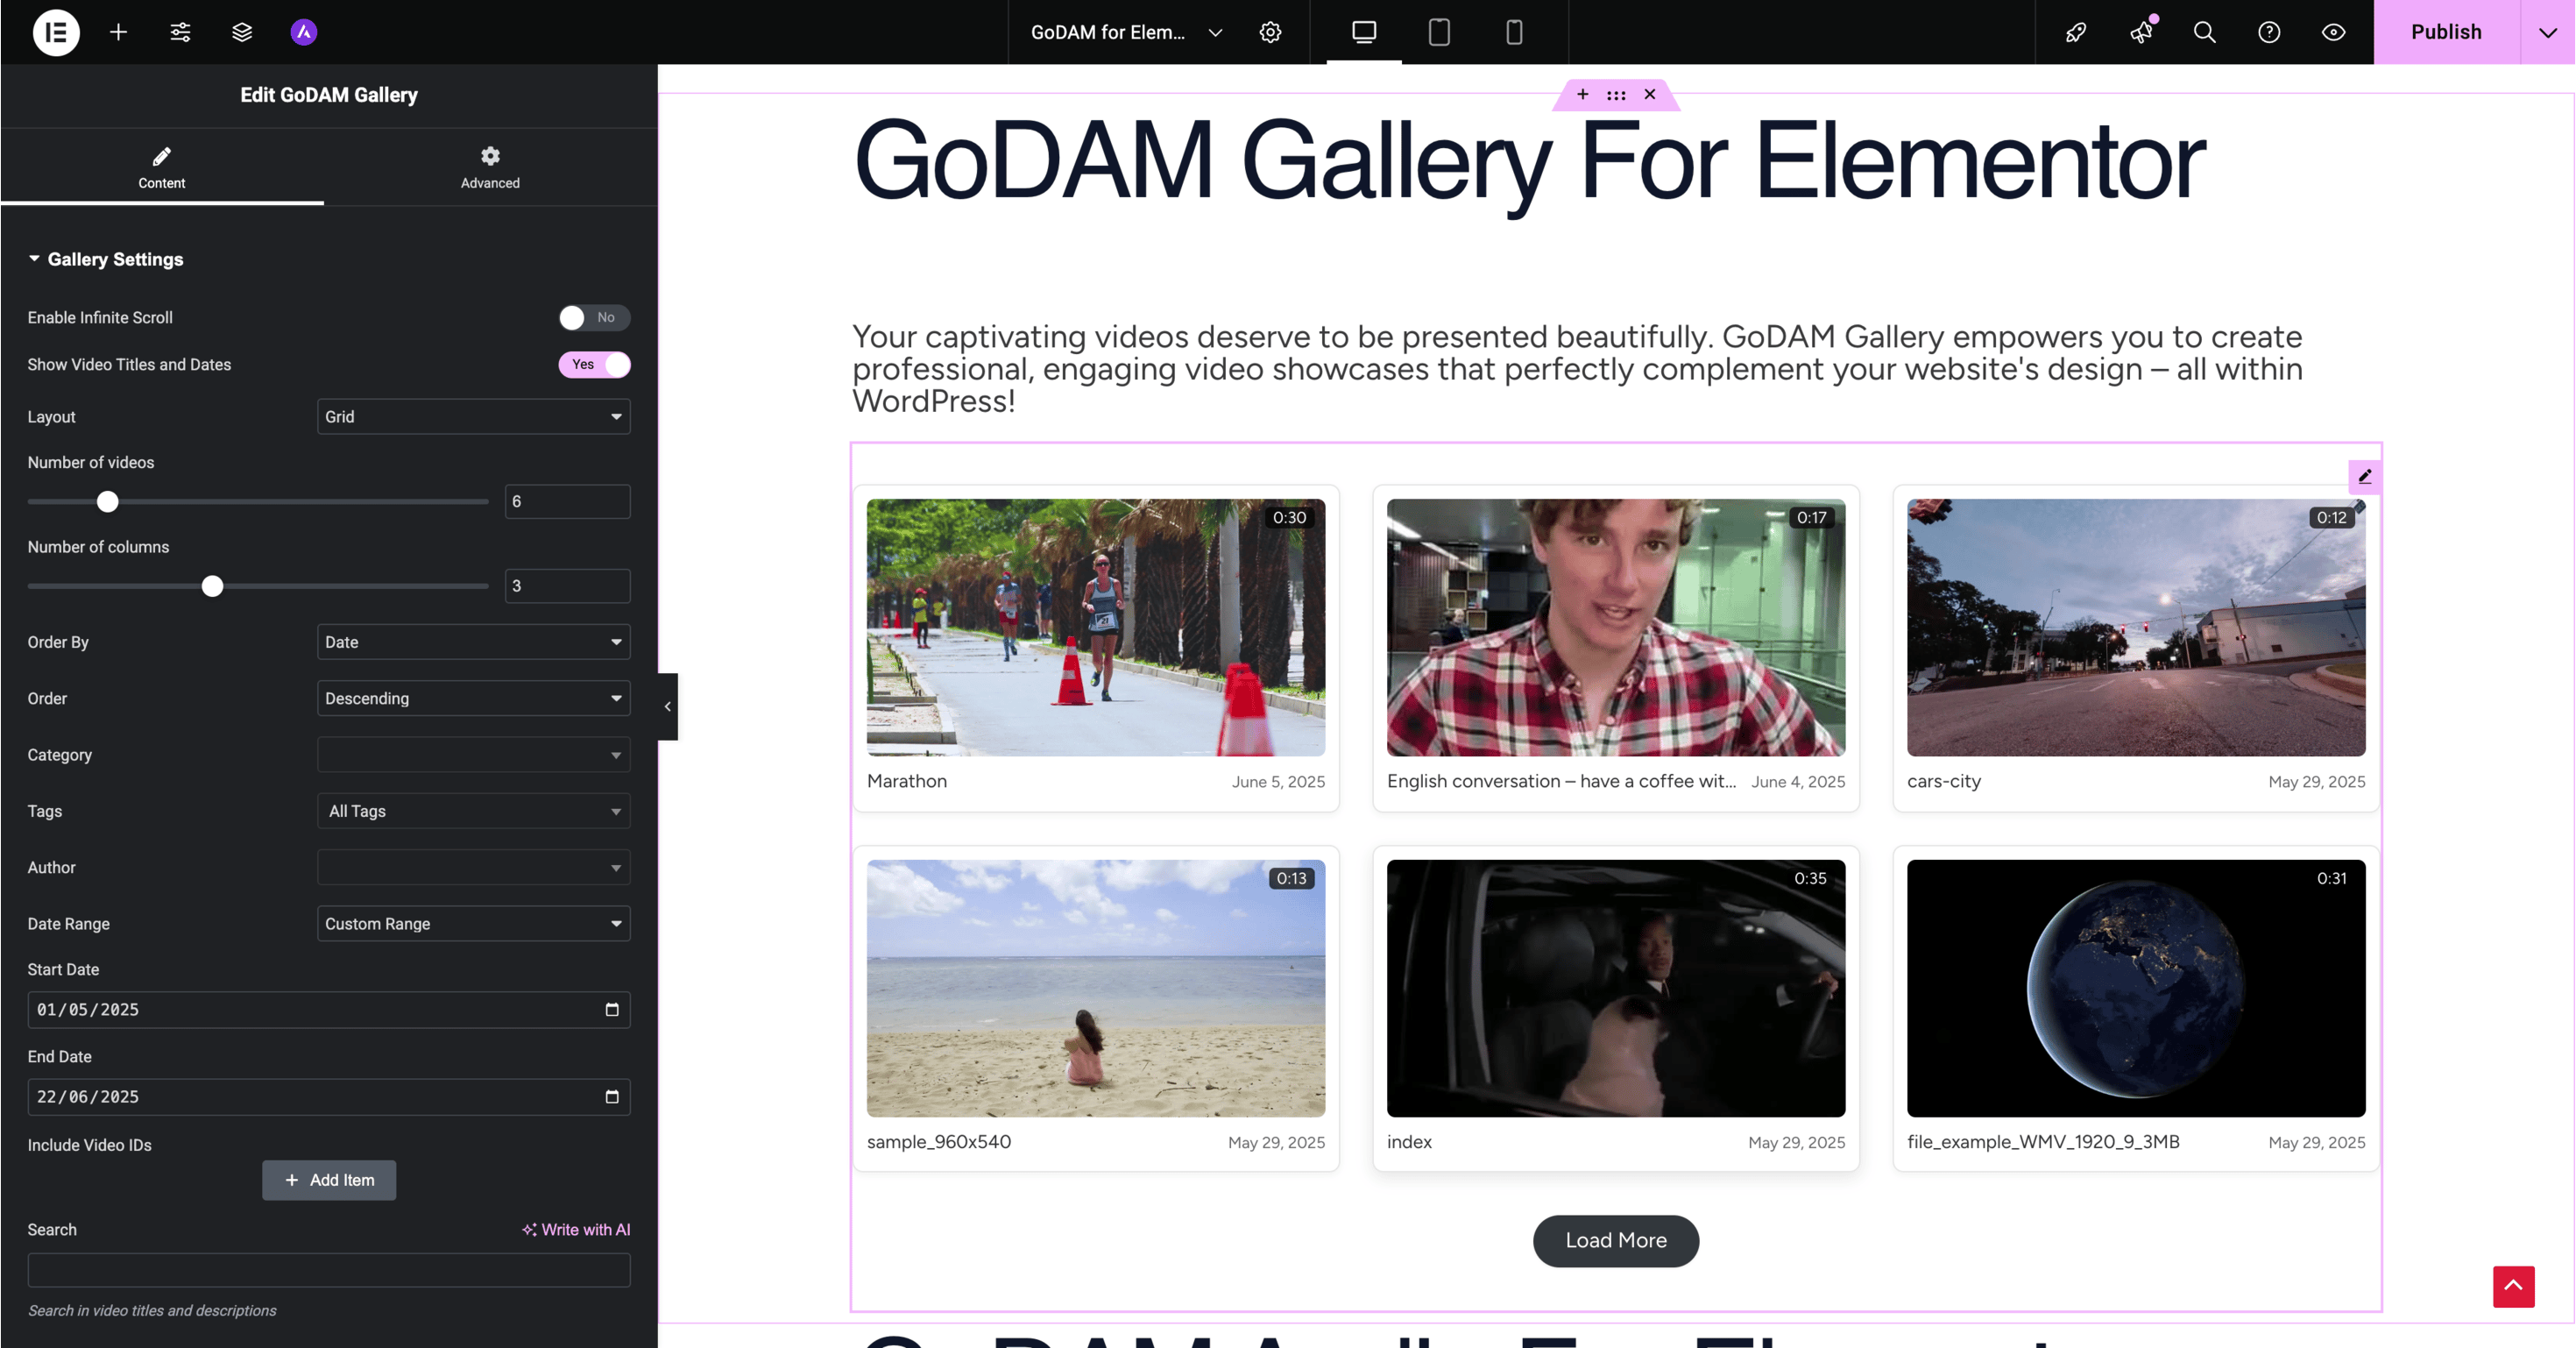 GoDAM for Elem...
Publish
Edit GoDAM Gallery
Content
Advanced
Gallery Settings
Enable Infinite Scroll
No
Show Video Titles and Dates
Yes
Layout
Grid
Number of videos
6
Number of columns
3
Order By
Date
Order
Descending
Category
Tags
All Tags
Author
Date Range
Custom Range
Start Date
01/05/2025
End Date
22/06/2025
Include Video IDs
+ Add Item
Search
Write with AI
Search in video titles and descriptions
GoDAM Gallery For Elementor
Your captivating videos deserve to be presented beautifully. GoDAM Gallery empowers you to create
professional, engaging video showcases that perfectly complement your website's design – all within
WordPress!
0:30
Marathon
June 5, 2025
0:17
English conversation – have a coffee wit...
June 4, 2025
0:12
cars-city
May 29, 2025
0:13
sample_960x540
May 29, 2025
0:35
index
May 29, 2025
0:31
file_example_WMV_1920_9_3MB
May 29, 2025
Load More